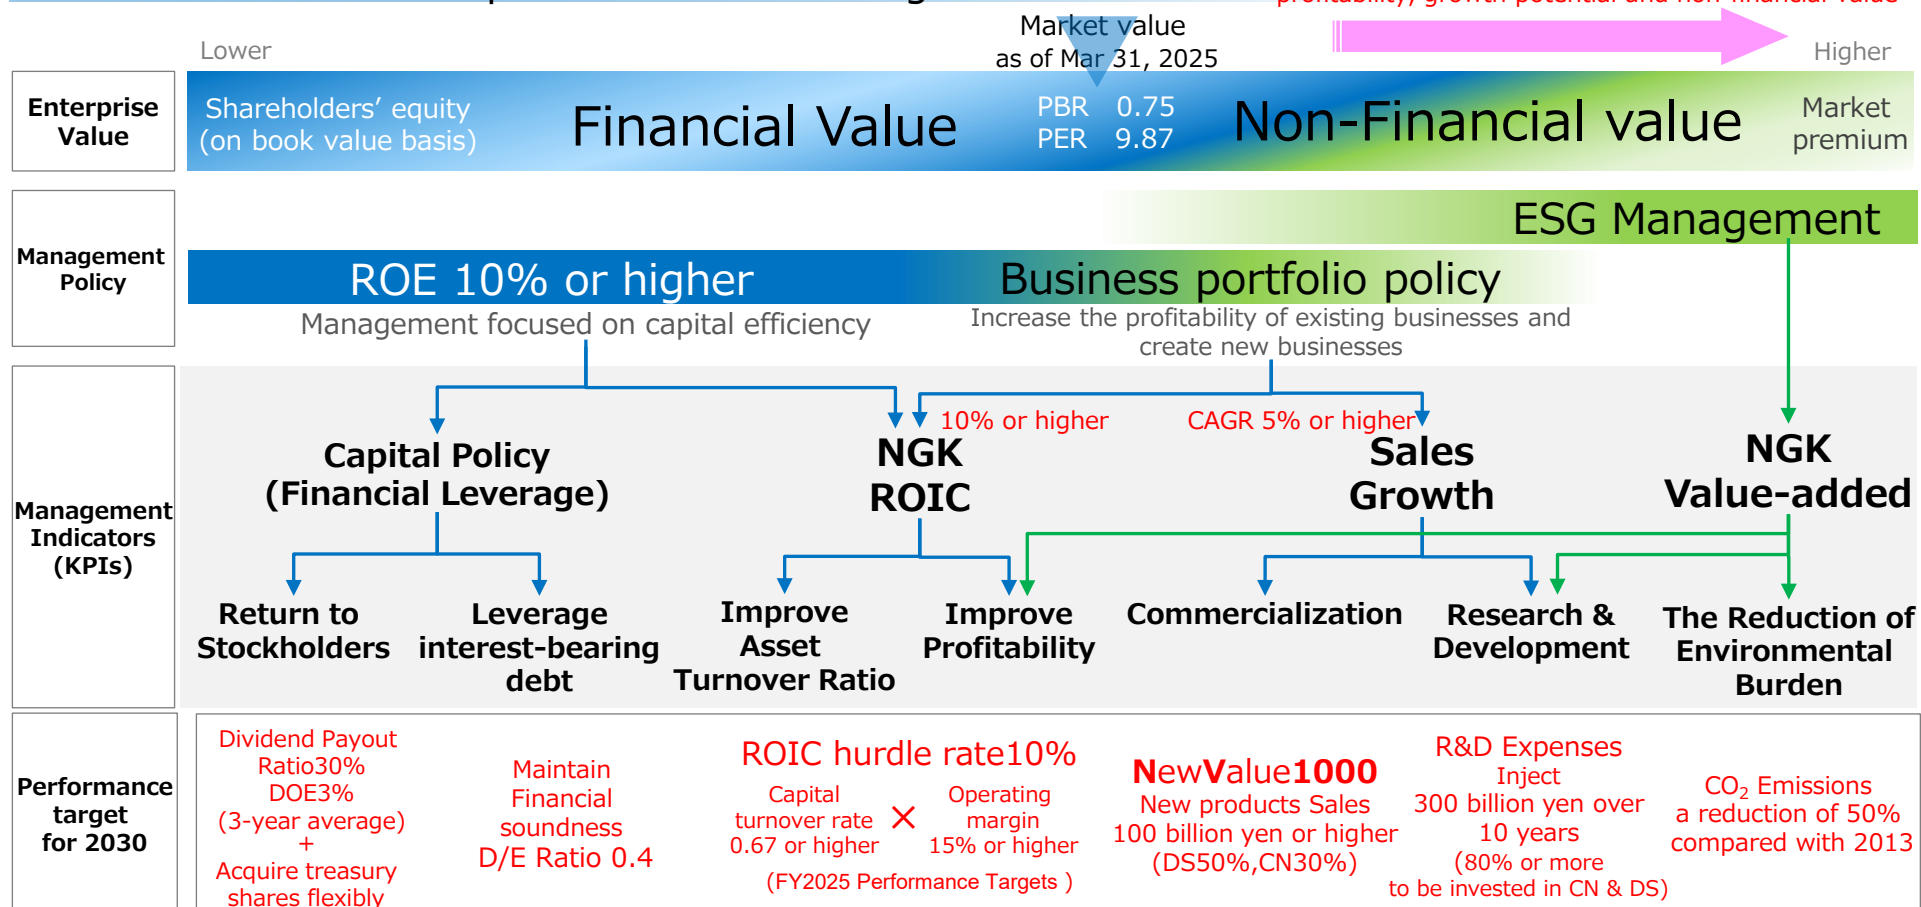 profitability, growth potential and non-financial value
Market value
as of Mar 31, 2025
Lower
Higher
Enterprise
Value
Shareholders' equity
(on book value basis)
Financial Value
PBR 0.75
PER 9.87
Non-Financial value
Market
premium
Management
Policy
ESG Management
ROE 10% or higher
Business portfolio policy
Management focused on capital efficiency
Increase the profitability of existing businesses and
create new businesses
Management
Indicators
(KPIs)
10% or higher
CAGR 5% or higher
Capital Policy
(Financial Leverage)
NGK
ROIC
Sales
Growth
NGK
Value-added
Return to
Stockholders
Leverage
interest-bearing
debt
Improve
Asset
Turnover Ratio
Improve
Profitability
Commercialization
Research &
Development
The Reduction of
Environmental
Burden
Performance
target
for 2030
Dividend Payout
Ratio30%
DOE3%
(3-year average)
+
Acquire treasury
shares flexibly
Maintain
Financial
soundness
D/E Ratio 0.4
ROIC hurdle rate10%
Capital
turnover rate
0.67 or higher
×
Operating
margin
15% or higher
(FY2025 Performance Targets )
NewValue1000
New products Sales
100 billion yen or higher
(DS50%,CN30%)
R&D Expenses
Inject
300 billion yen over
10 years
(80% or more
to be invested in CN & DS)
CO₂ Emissions
a reduction of 50%
compared with 2013